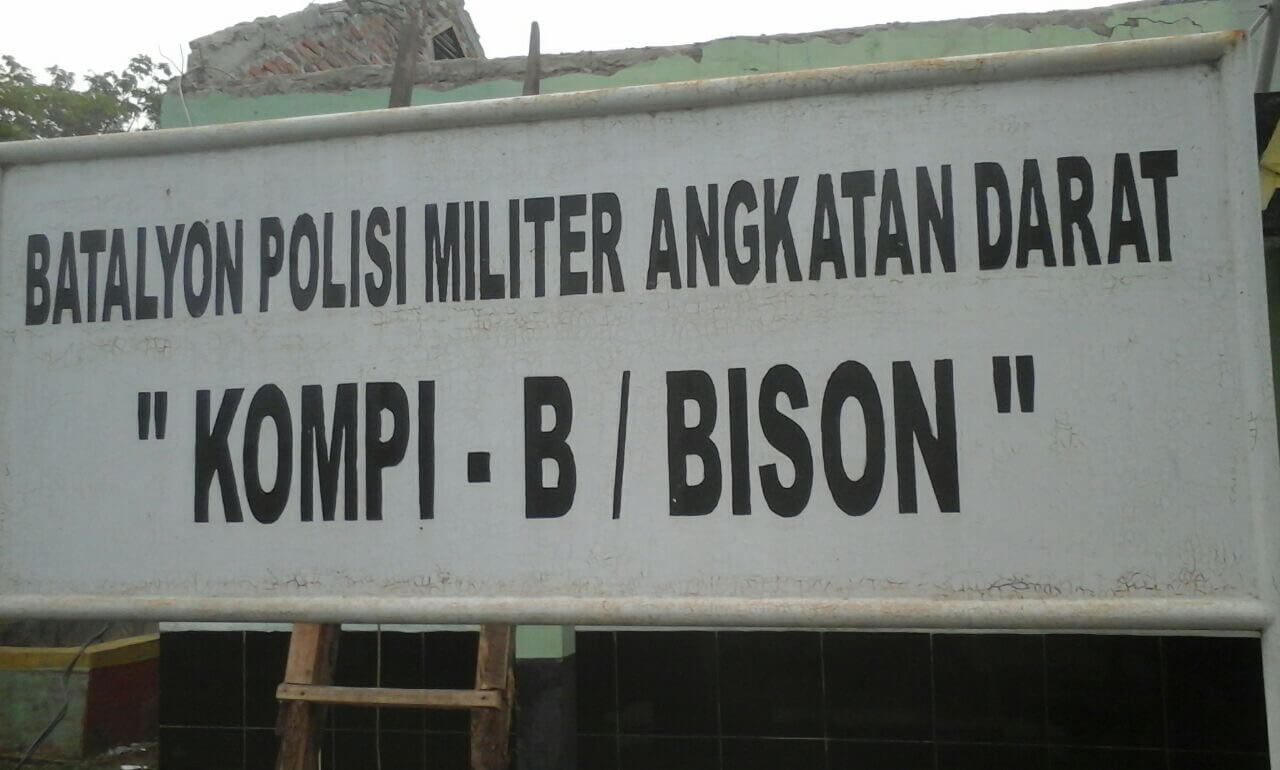 BATALYON POLISI MILITER ANGKATAN DARAT
" KOMPI - B / BISON "